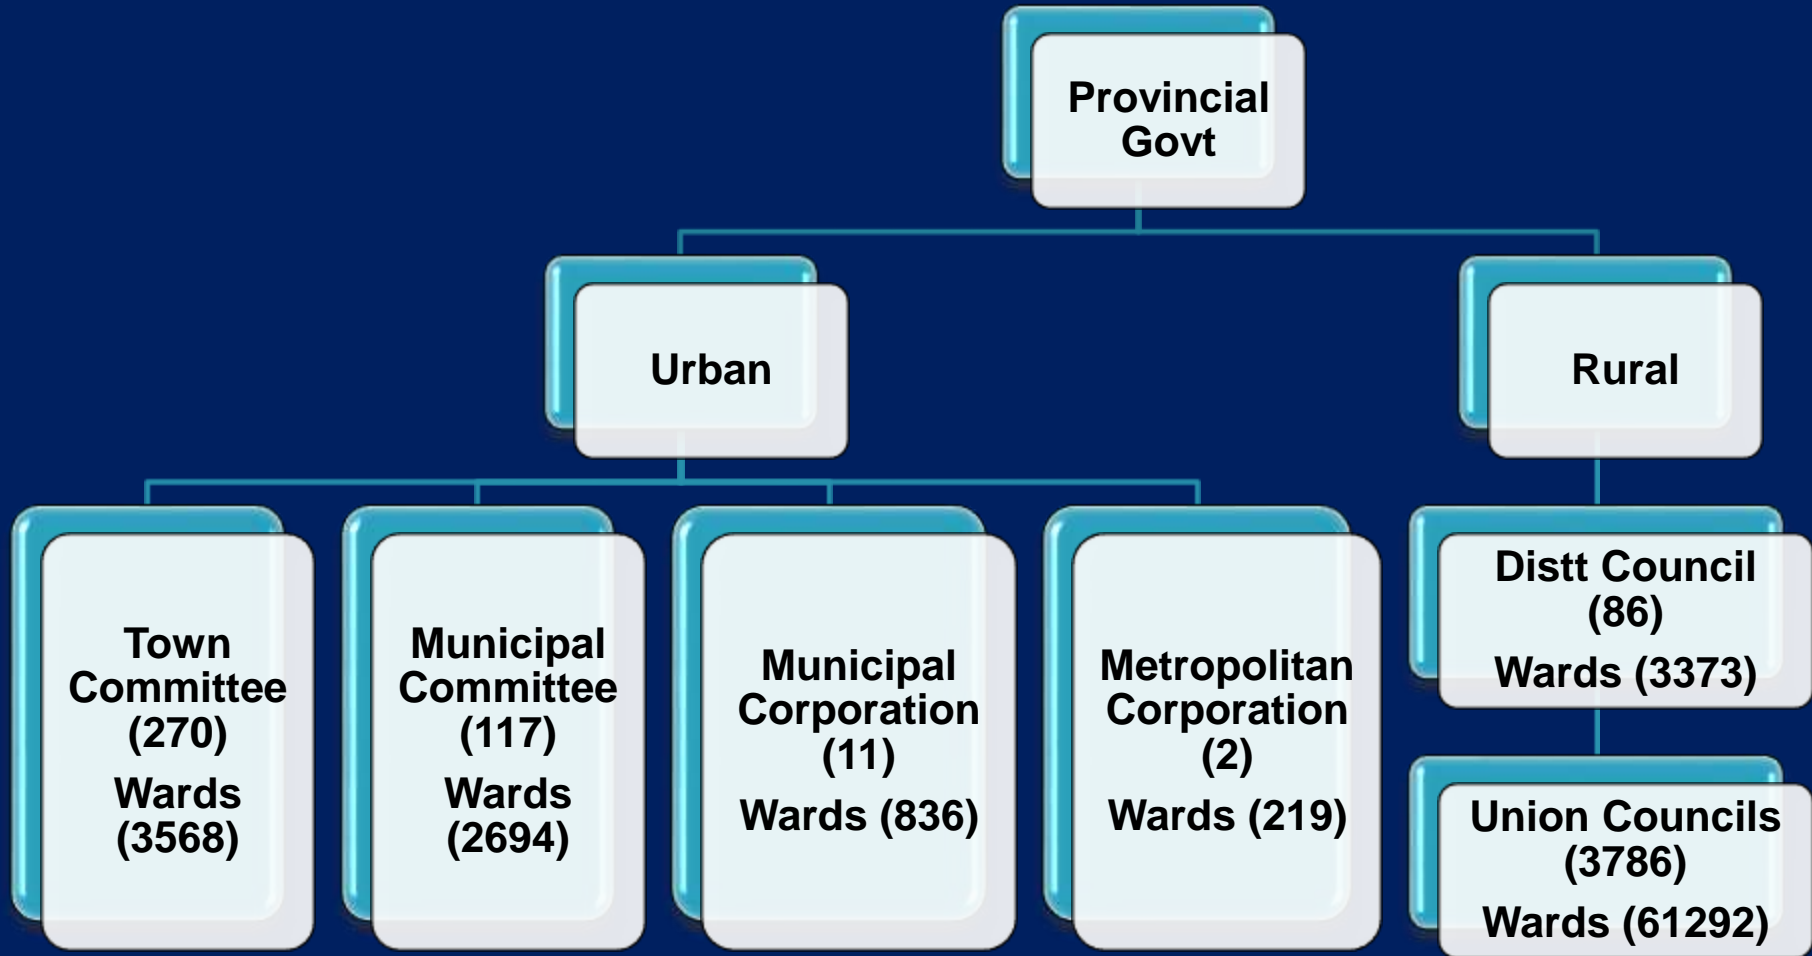 Provincial
Govt
Urban
Rural
Town
Committee
(270)
Wards
(3568)
Municipal
Committee
(117)
Wards
(2694)
Municipal
Corporation
(11)
Wards (836)
Metropolitan
Corporation
(2)
Wards (219)
Distt Council
(86)
Wards (3373)
Union Councils
(3786)
Wards (61292)